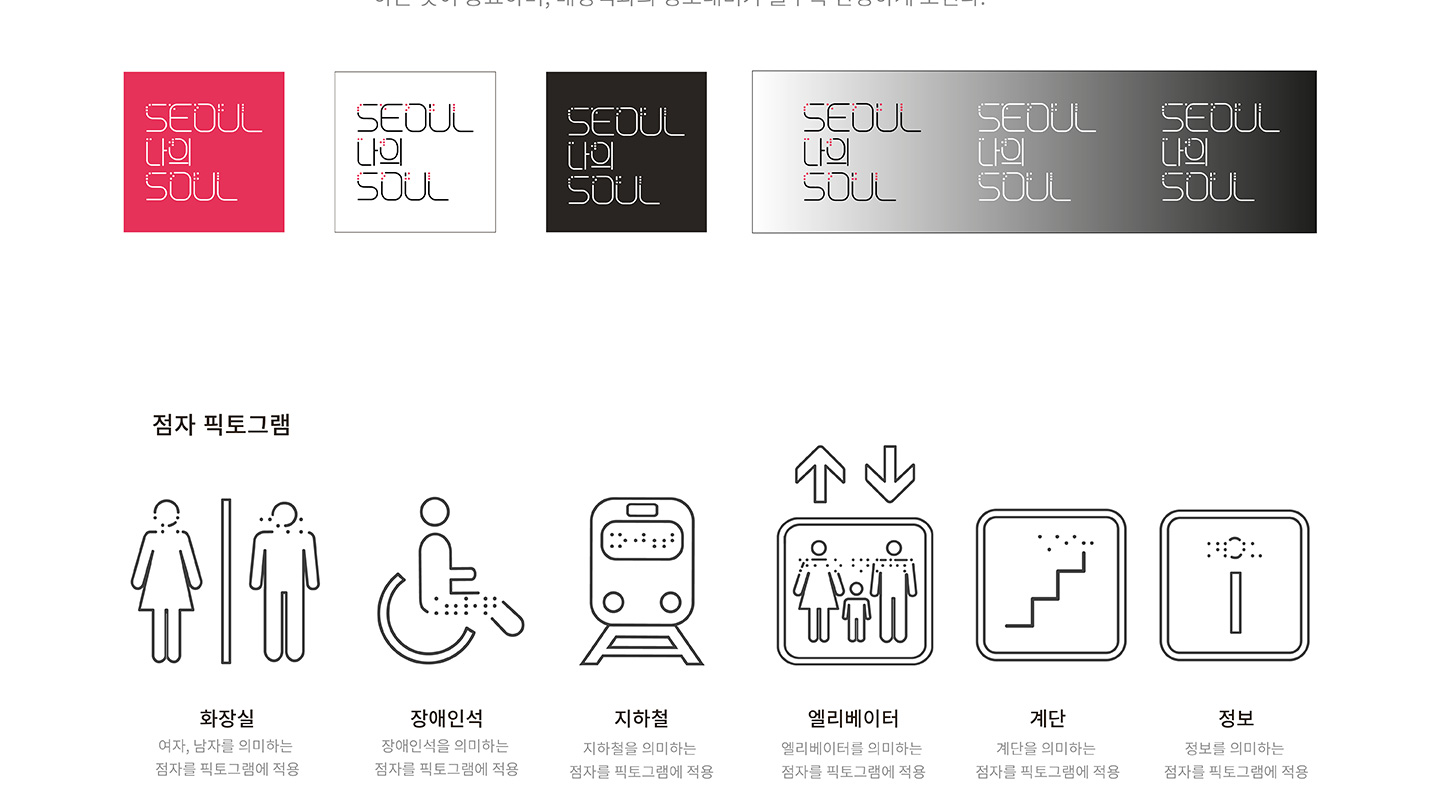 SEOUL
나의
SOUL
SEOUL
나의
SOUL
SEOUL
나의
SOUL
SEOUL
나의
SOUL
SEOUL
나의
SOUL
SEOUL
나의
SOUL
점자 픽토그램
화장실
여자, 남자를 의미하는
점자를 픽토그램에 적용
장애인석
장애인석을 의미하는
점자를 픽토그램에 적용
지하철
지하철을 의미하는
점자를 픽토그램에 적용
엘리베이터
엘리베이터를 의미하는
점자를 픽토그램에 적용
계단
계단을 의미하는
점자를 픽토그램에 적용
정보
정보를 의미하는
점자를 픽토그램에 적용